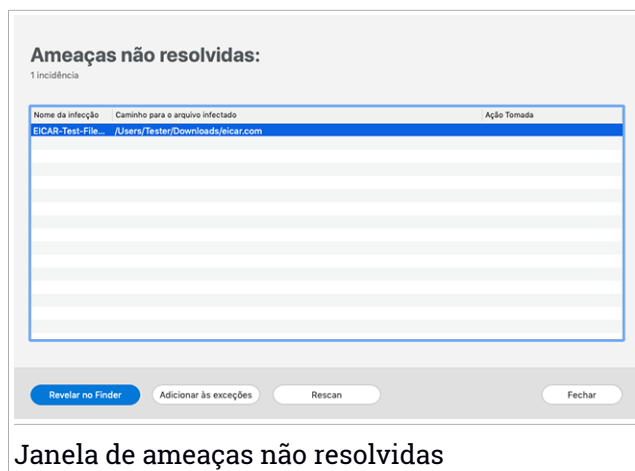 Ameaças não resolvidas:
1 incidência
Nome da infecção Caminho para o arquivo infectado Ação Tomada
EICAR-Test-File... /Users/Tester/Downloads/eicar.com
Revelar no Finder Adicionar às exceções Rescan Fechar
Janela de ameaças não resolvidas